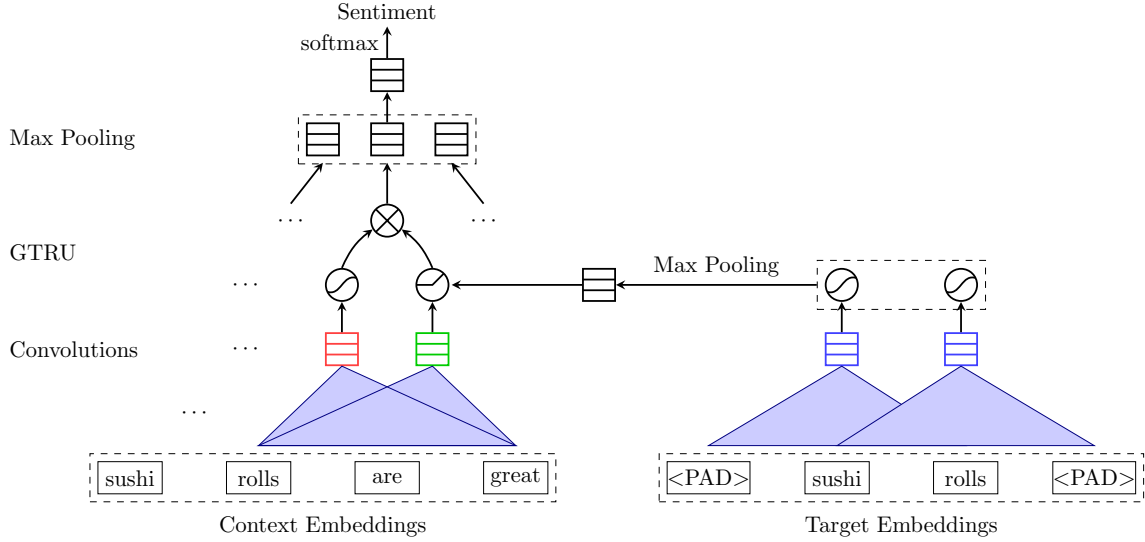 Sentiment
softmax
Max Pooling
... ...
GTRU
Max Pooling
...
Convolutions
...
...
sushi rolls are great <PAD> sushi rolls <PAD>
Context Embeddings Target Embeddings